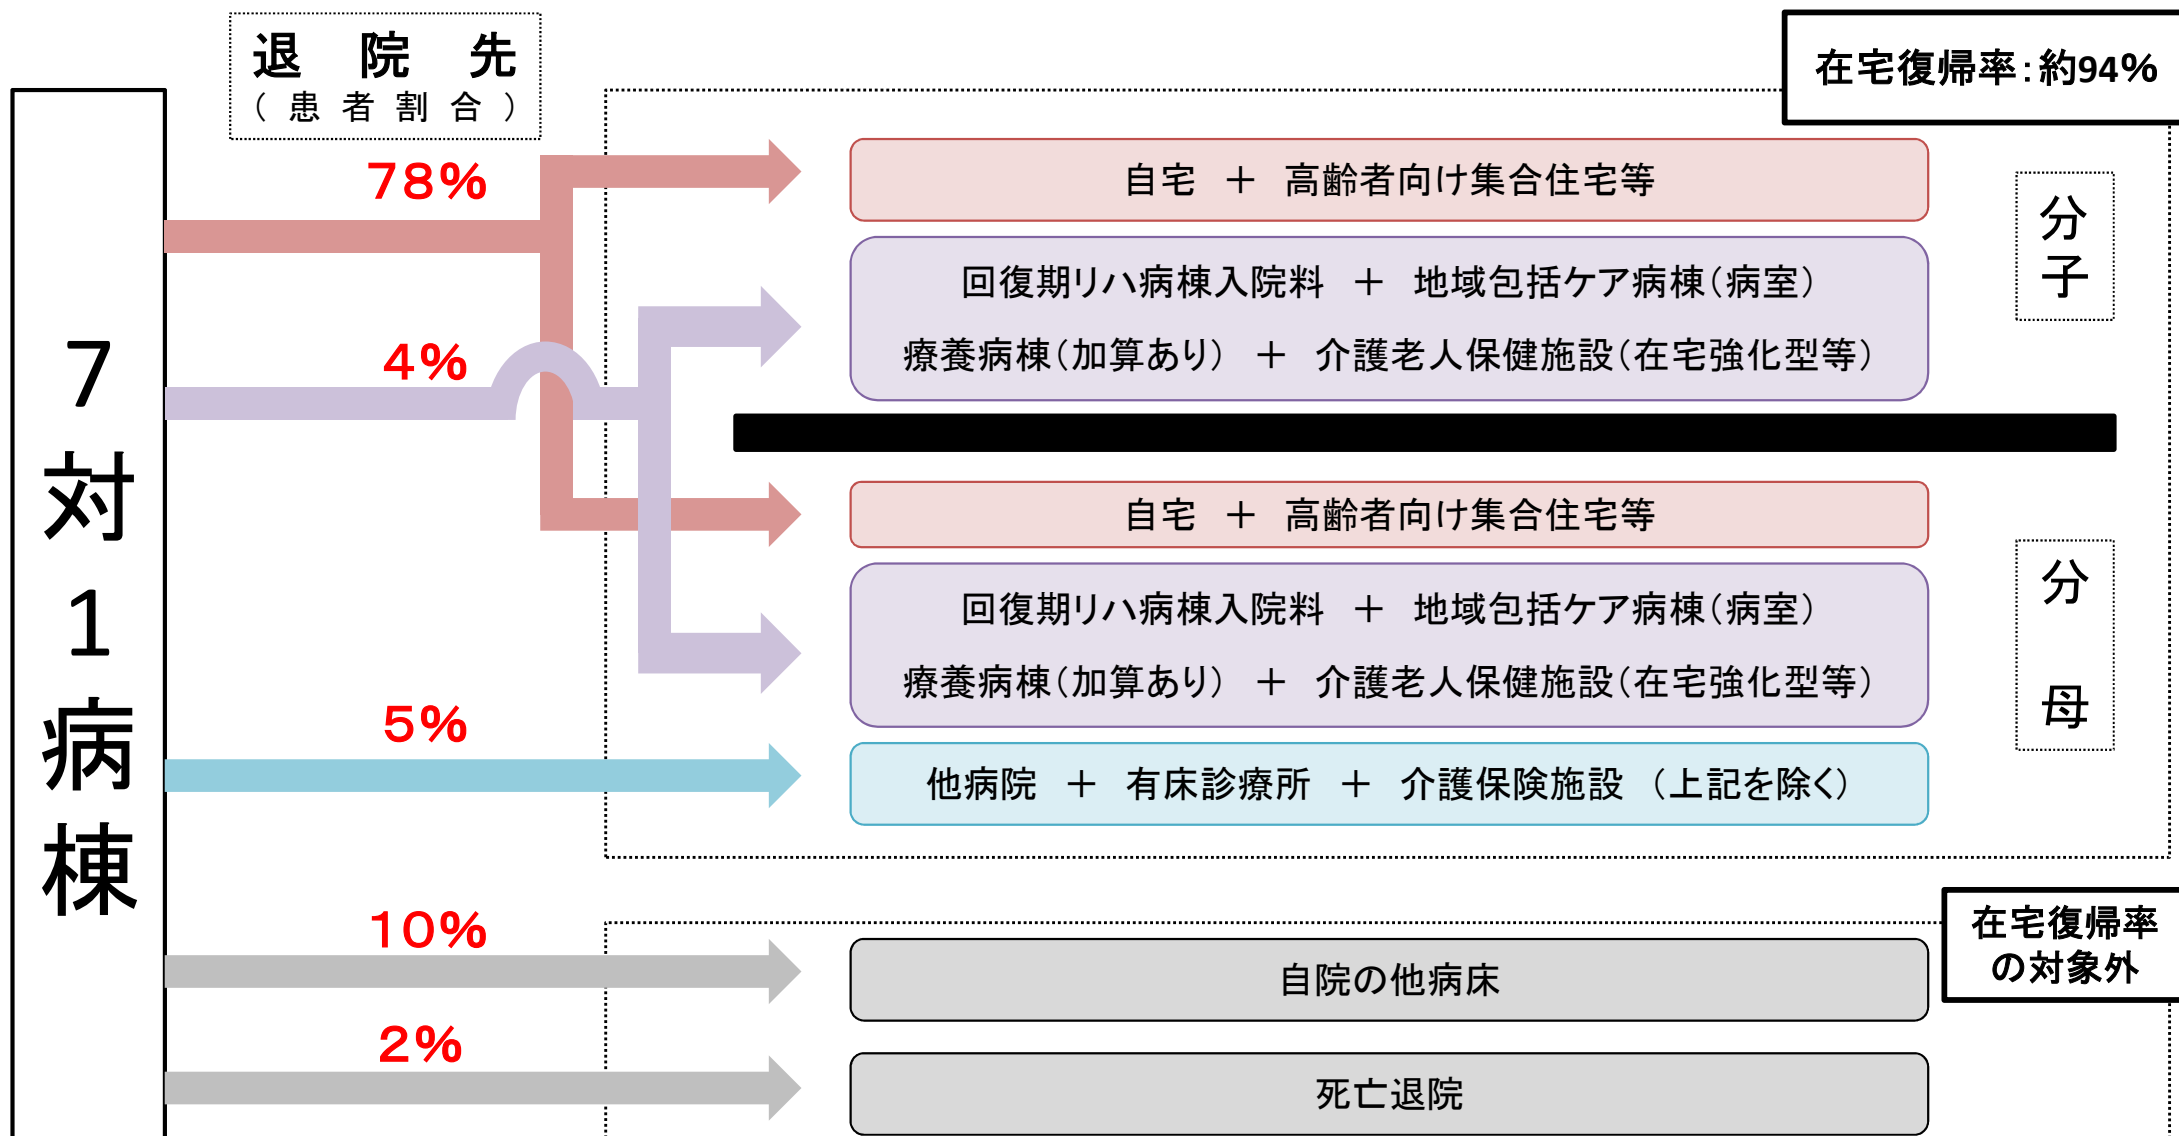 退院先
（患者割合）
在宅復帰率：約94%
7対1病棟
78%
自宅　＋　高齢者向け集合住宅等
分子
4%
回復期リハ病棟入院料　＋　地域包括ケア病棟（病室）
療養病棟（加算あり）　＋　介護老人保健施設（在宅強化型等）
自宅　＋　高齢者向け集合住宅等
分母
回復期リハ病棟入院料　＋　地域包括ケア病棟（病室）
療養病棟（加算あり）　＋　介護老人保健施設（在宅強化型等）
5%
他病院　＋　有床診療所　＋　介護保険施設　（上記を除く）
在宅復帰率
の対象外
10%
自院の他病床
2%
死亡退院